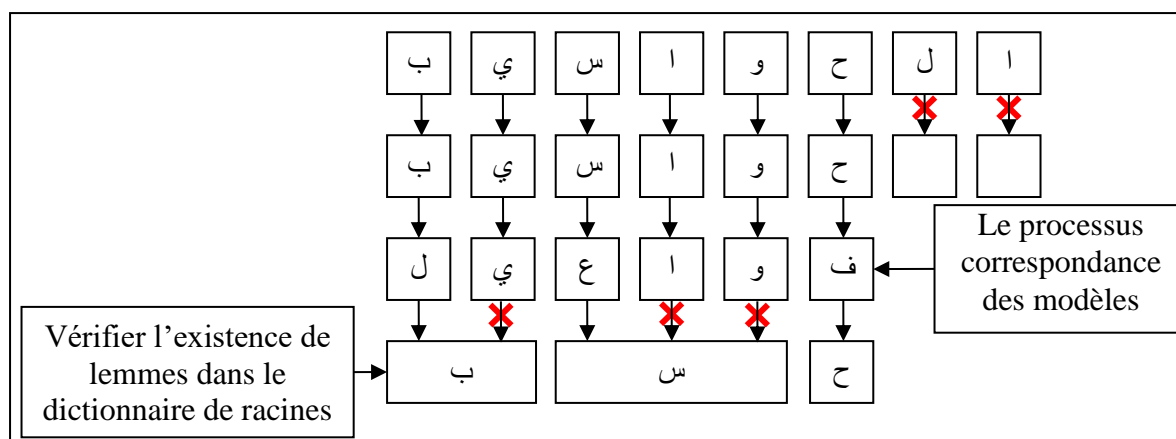 ا ل ح و ا س ي ب
ح و ا س ي ب
ف و ا ع ي ل
Le processus
correspondance
des modèles
ح س ب
Vérifier l’existence de
lemmes dans le
dictionnaire de racines